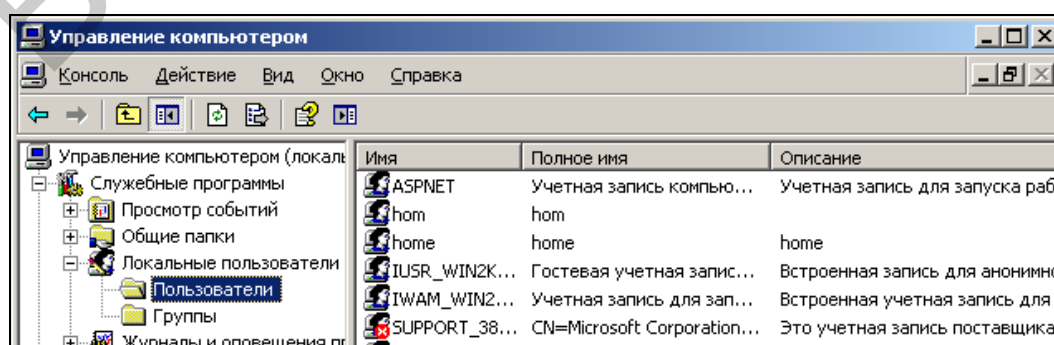 Управление компьютером
Консоль Действие Вид Окно Справка
Управление компьютером (локаль
Служебные программы
Просмотр событий
Общие папки
Локальные пользователи
Пользователи
Группы
Журналы и оповещения пр
Имя Полное имя Описание
ASPNET Учетная запись компью... Учетная запись для запуска раб
hom hom
home home home
IUSR_WIN2K... Гостевая учетная запис... Встроенная запись для анонимно
IWAM_WIN2... Учетная запись для зап... Встроенная учетная запись для
SUPPORT_38... CN=Microsoft Corporation... Это учетная запись поставщика